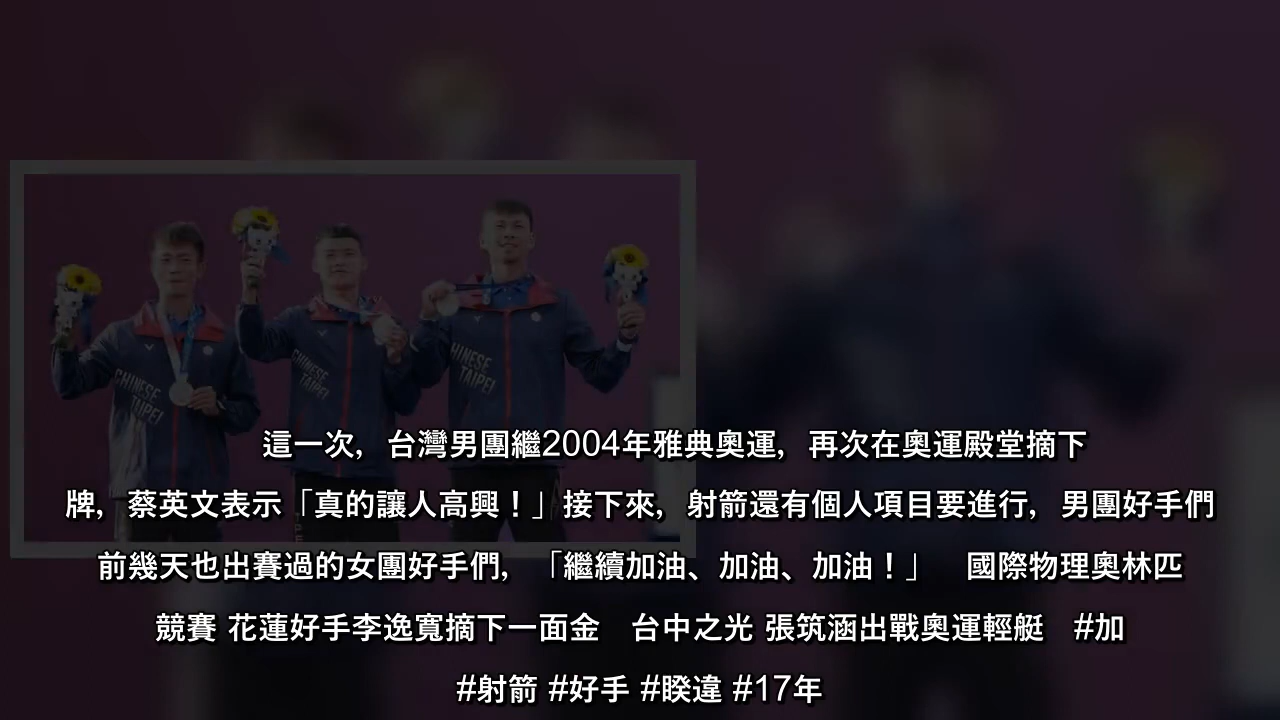 CHINESE
TAIPEI
CHINESE
TAIPEI
CHINESE
TAIPEI
這一次，台灣男團繼2004年雅典奧運，再次在奧運殿堂摘下
牌，蔡英文表示「真的讓人高興！」接下來，射箭還有個人項目要進行，男團好手們
前幾天也出賽過的女團好手們，「繼續加油、加油、加油！」　國際物理奧林匹
競賽 花蓮好手李逸寬摘下一面金　台中之光 張筑涵出戰奧運輕艇　#加
#射箭 #好手 #睽違 #17年